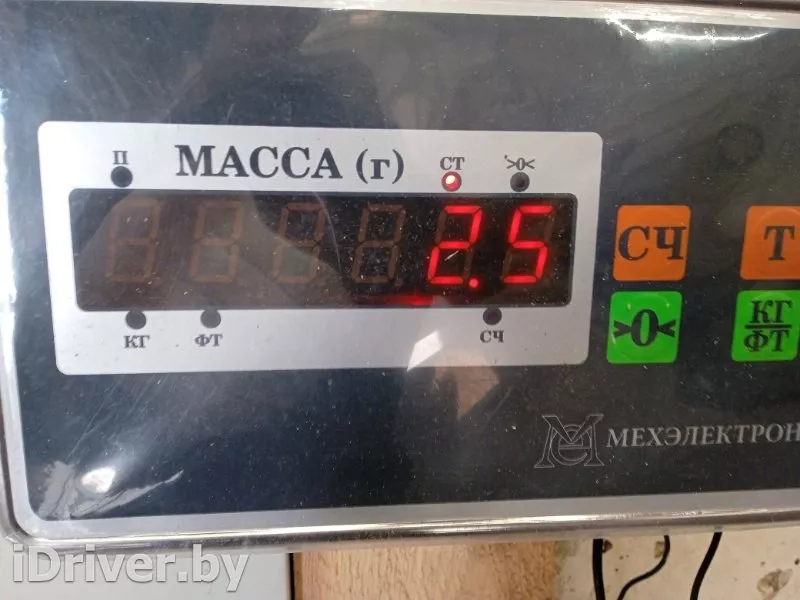 П МАССА (г) СТ >0<
2.5
КГ ФТ СЧ
СЧ Т
>0< КГ
ФТ
МЕХЭЛЕКТРОН
iDriver.by